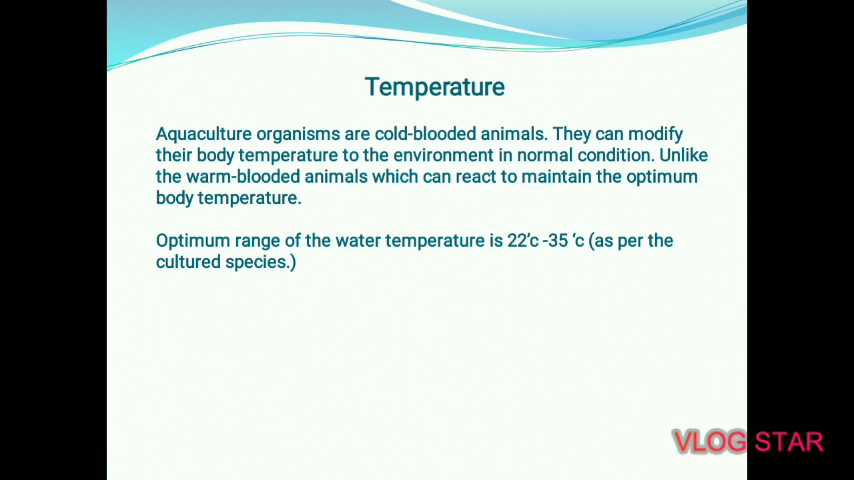 Temperature
Aquaculture organisms are cold-blooded animals. They can modify
their body temperature to the environment in normal condition. Unlike
the warm-blooded animals which can react to maintain the optimum
body temperature.
Optimum range of the water temperature is 22’c -35 ‘c (as per the
cultured species.)
VLOG STAR